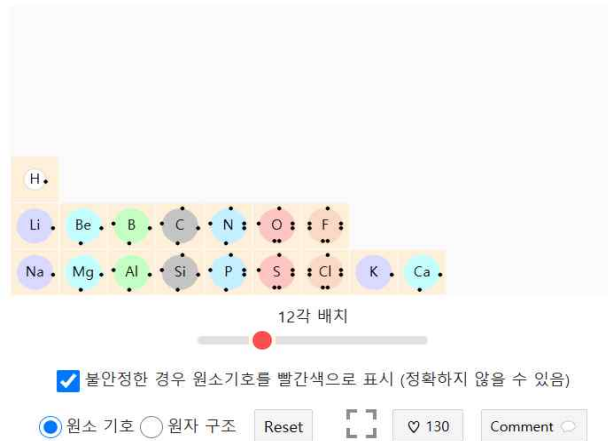 H
Li Be B C N O F
Na Mg Al Si P S Cl K Ca
12각 배치
불안정한 경우 원소기호를 빨간색으로 표시 (정확하지 않을 수 있음)
원소 기호 원자 구조 Reset ♡ 130 Comment